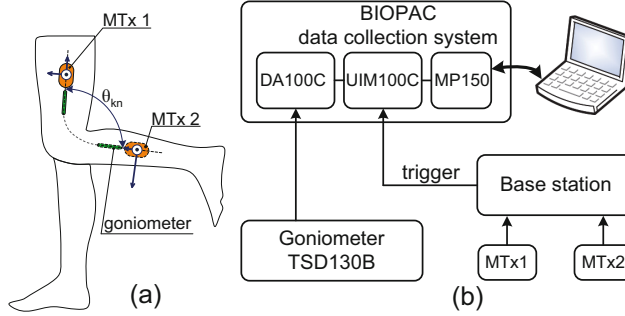 MTx 1
θkn
MTx 2
goniometer
(a)
BIOPAC
data collection system
DA100C
UIM100C
MP150
trigger
Base station
Goniometer
TSD130B
MTx1
MTx2
(b)